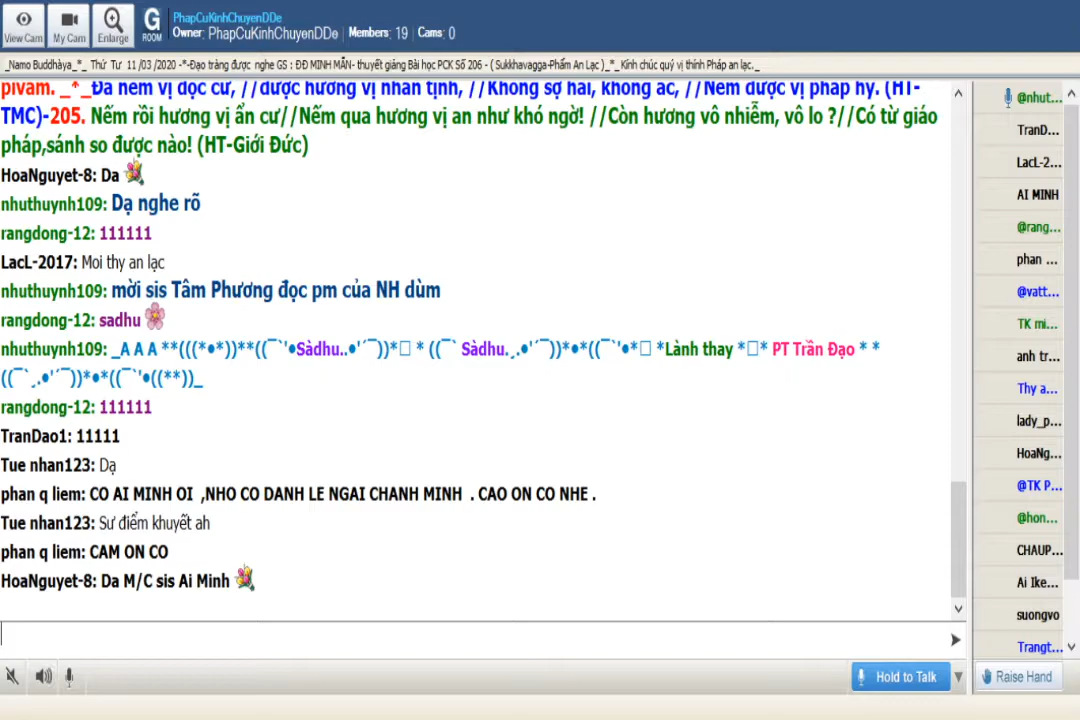 PhapCuKinhChuyenDDe
Owner: PhapCuKinhChuyenDDe Members: 19 Cams: 0
View Cam My Cam Enlarge G ROOM
_Namo Buddhàya_*_ Thứ Tư 11 /03 /2020 -*-Đạo tràng được nghe GS : ĐĐ MINH MẪN- thuyết giảng Bài học PCK Số 206 - ( Sukkhavagga-Phẩm An Lạc )_*_Kính chúc quý vị thính Pháp an lạc._
pivam. _*_Đã nếm vị độc cư, //được hương vị nhàn tịnh, //Không sợ hãi, không ác, //Nếm được vị pháp hỷ. (HT-
TMC)-205. Nếm rồi hương vị ẩn cư//Nếm qua hương vị an như khó ngờ! //Còn hương vô nhiễm, vô lo ?//Có từ giáo
pháp,sánh so được nào! (HT-Giới Đức)
HoaNguyet-8: Da
nhuthuynh109: Dạ nghe rõ
rangdong-12: 111111
LacL-2017: Moi thy an lạc
nhuthuynh109: mời sis Tâm Phương đọc pm của NH dùm
rangdong-12: sadhu
nhuthuynh109: _A A A **(((*•*))**((¯`'•Sàdhu..•'´¯))*□ * ((¯` Sàdhu.¸.•'´¯))*•*((¯`'•*□ *Lành thay *□* PT Trần Đạo * *
((¯`¸.•'´¯))*•*((¯`'•((**))_
rangdong-12: 111111
TranDao1: 11111
Tue nhan123: Dạ
phan q liem: CO AI MINH OI ,NHO CO DANH LE NGAI CHANH MINH . CAO ON CO NHE .
Tue nhan123: Sư điểm khuyết ah
phan q liem: CAM ON CO
HoaNguyet-8: Da M/C sis Ai Minh
@nhut...
TranD...
LacL-2...
AI MINH
@rang...
phan ...
@vatt...
TK mi...
anh tr...
Thy a...
lady_p...
HoaNg...
@TK P...
@hon...
CHAUP...
Ai Ike...
suongvo
Trangt...
Hold to Talk
Raise Hand